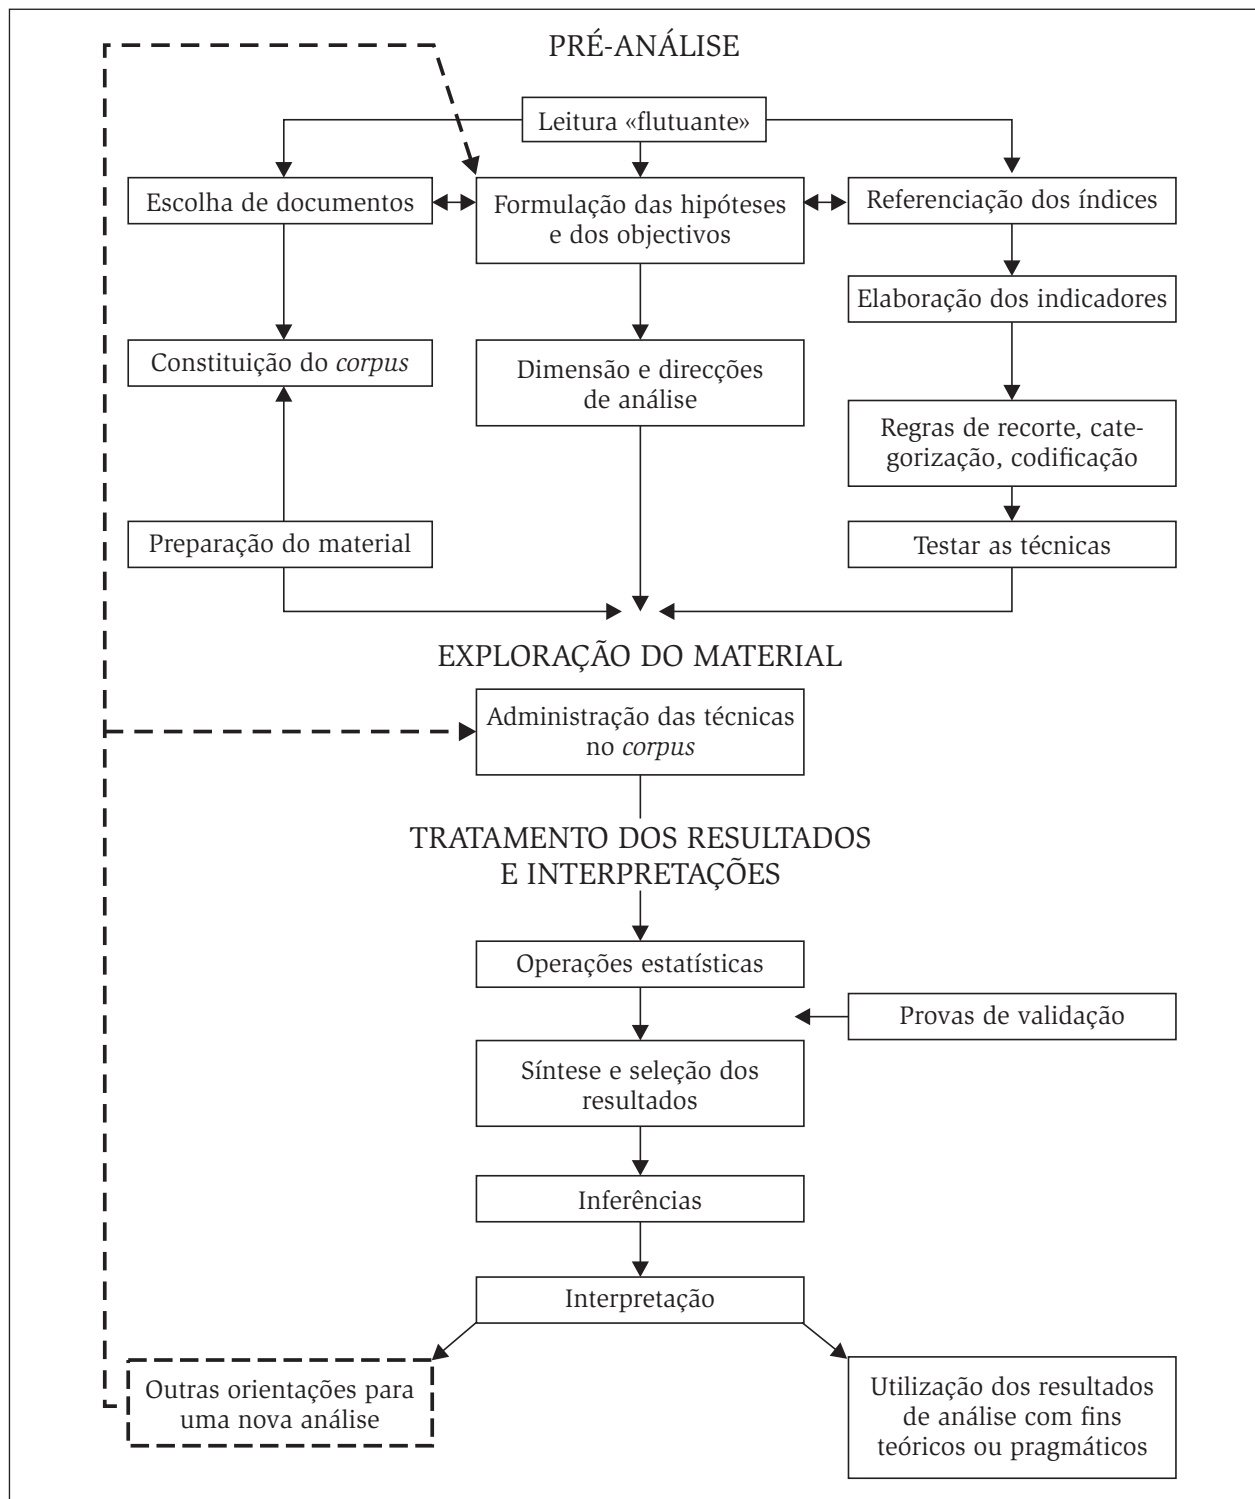 PRÉ-ANÁLISE
Leitura «flutuante»
Escolha de documentos
Formulação das hipóteses
e dos objectivos
Referenciação dos índices
Elaboração dos indicadores
Constituição do corpus
Dimensão e direcções
de análise
Regras de recorte, cate-
gorização, codificação
Preparação do material
Testar as técnicas
EXPLORAÇÃO DO MATERIAL
Administração das técnicas
no corpus
TRATAMENTO DOS RESULTADOS
E INTERPRETAÇÕES
Operações estatísticas
Provas de validação
Síntese e seleção dos
resultados
Inferências
Interpretação
Outras orientações para
uma nova análise
Utilização dos resultados
de análise com fins
teóricos ou pragmáticos